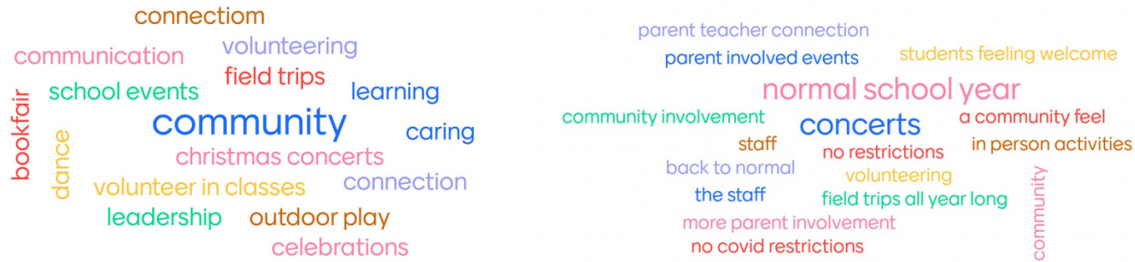 connectiom
communication
volunteering
field trips
school events
learning
bookfair
community
caring
dance
christmas concerts
volunteer in classes
connection
leadership
outdoor play
celebrations
parent teacher connection
parent involved events
students feeling welcome
normal school year
community involvement
concerts
a community feel
staff
no restrictions
in person activities
back to normal
volunteering
the staff
field trips all year long
community
more parent involvement
no covid restrictions